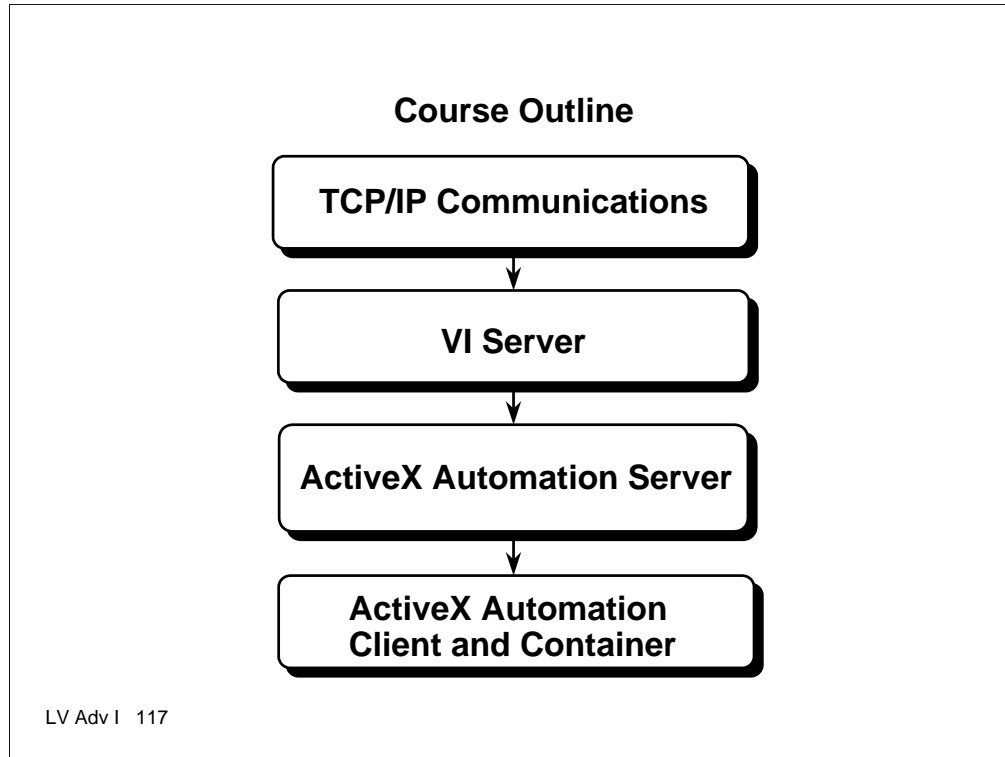 Course Outline
TCP/IP Communications
VI Server
ActiveX Automation Server
ActiveX Automation
Client and Container
LV Adv I 117